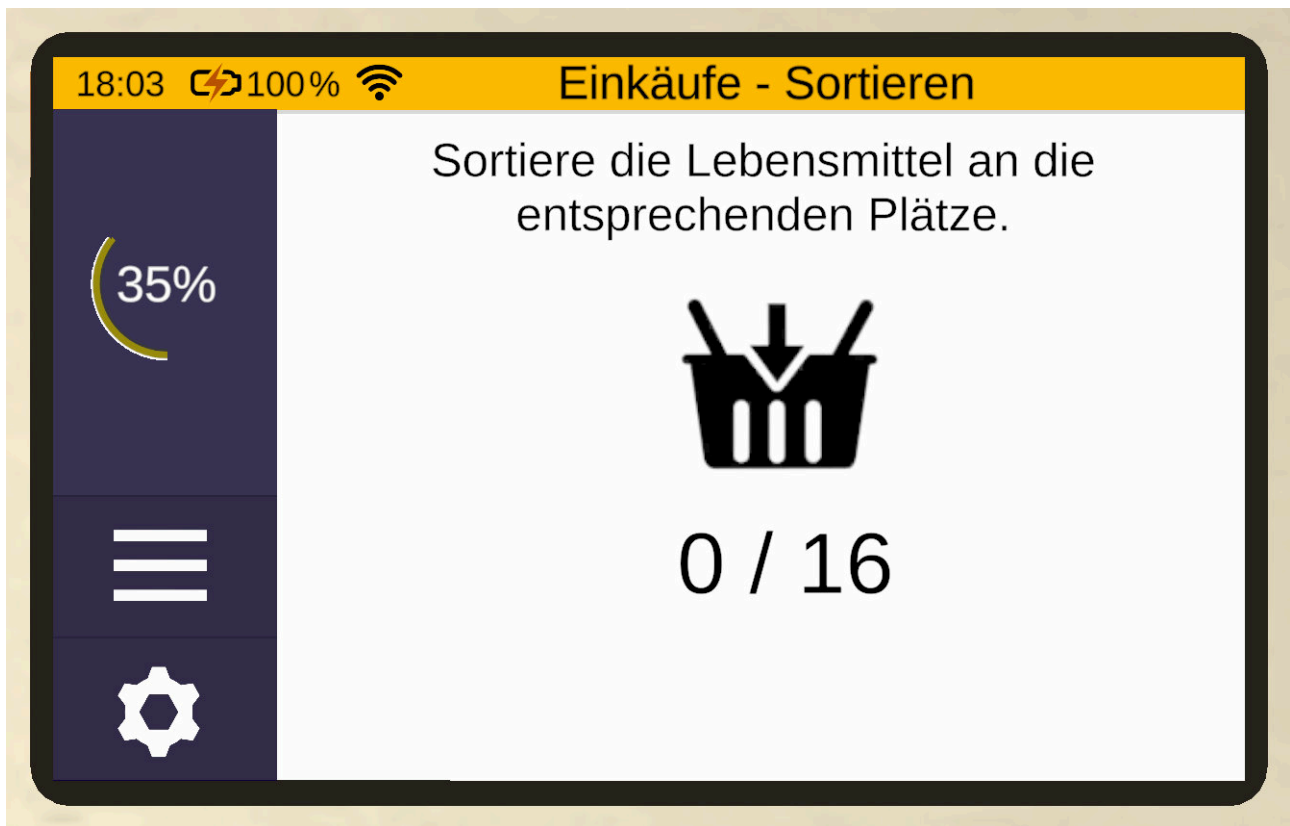 18:03 100% Einkäufe - Sortieren
Sortiere die Lebensmittel an die
entsprechenden Plätze.
35%
0 / 16